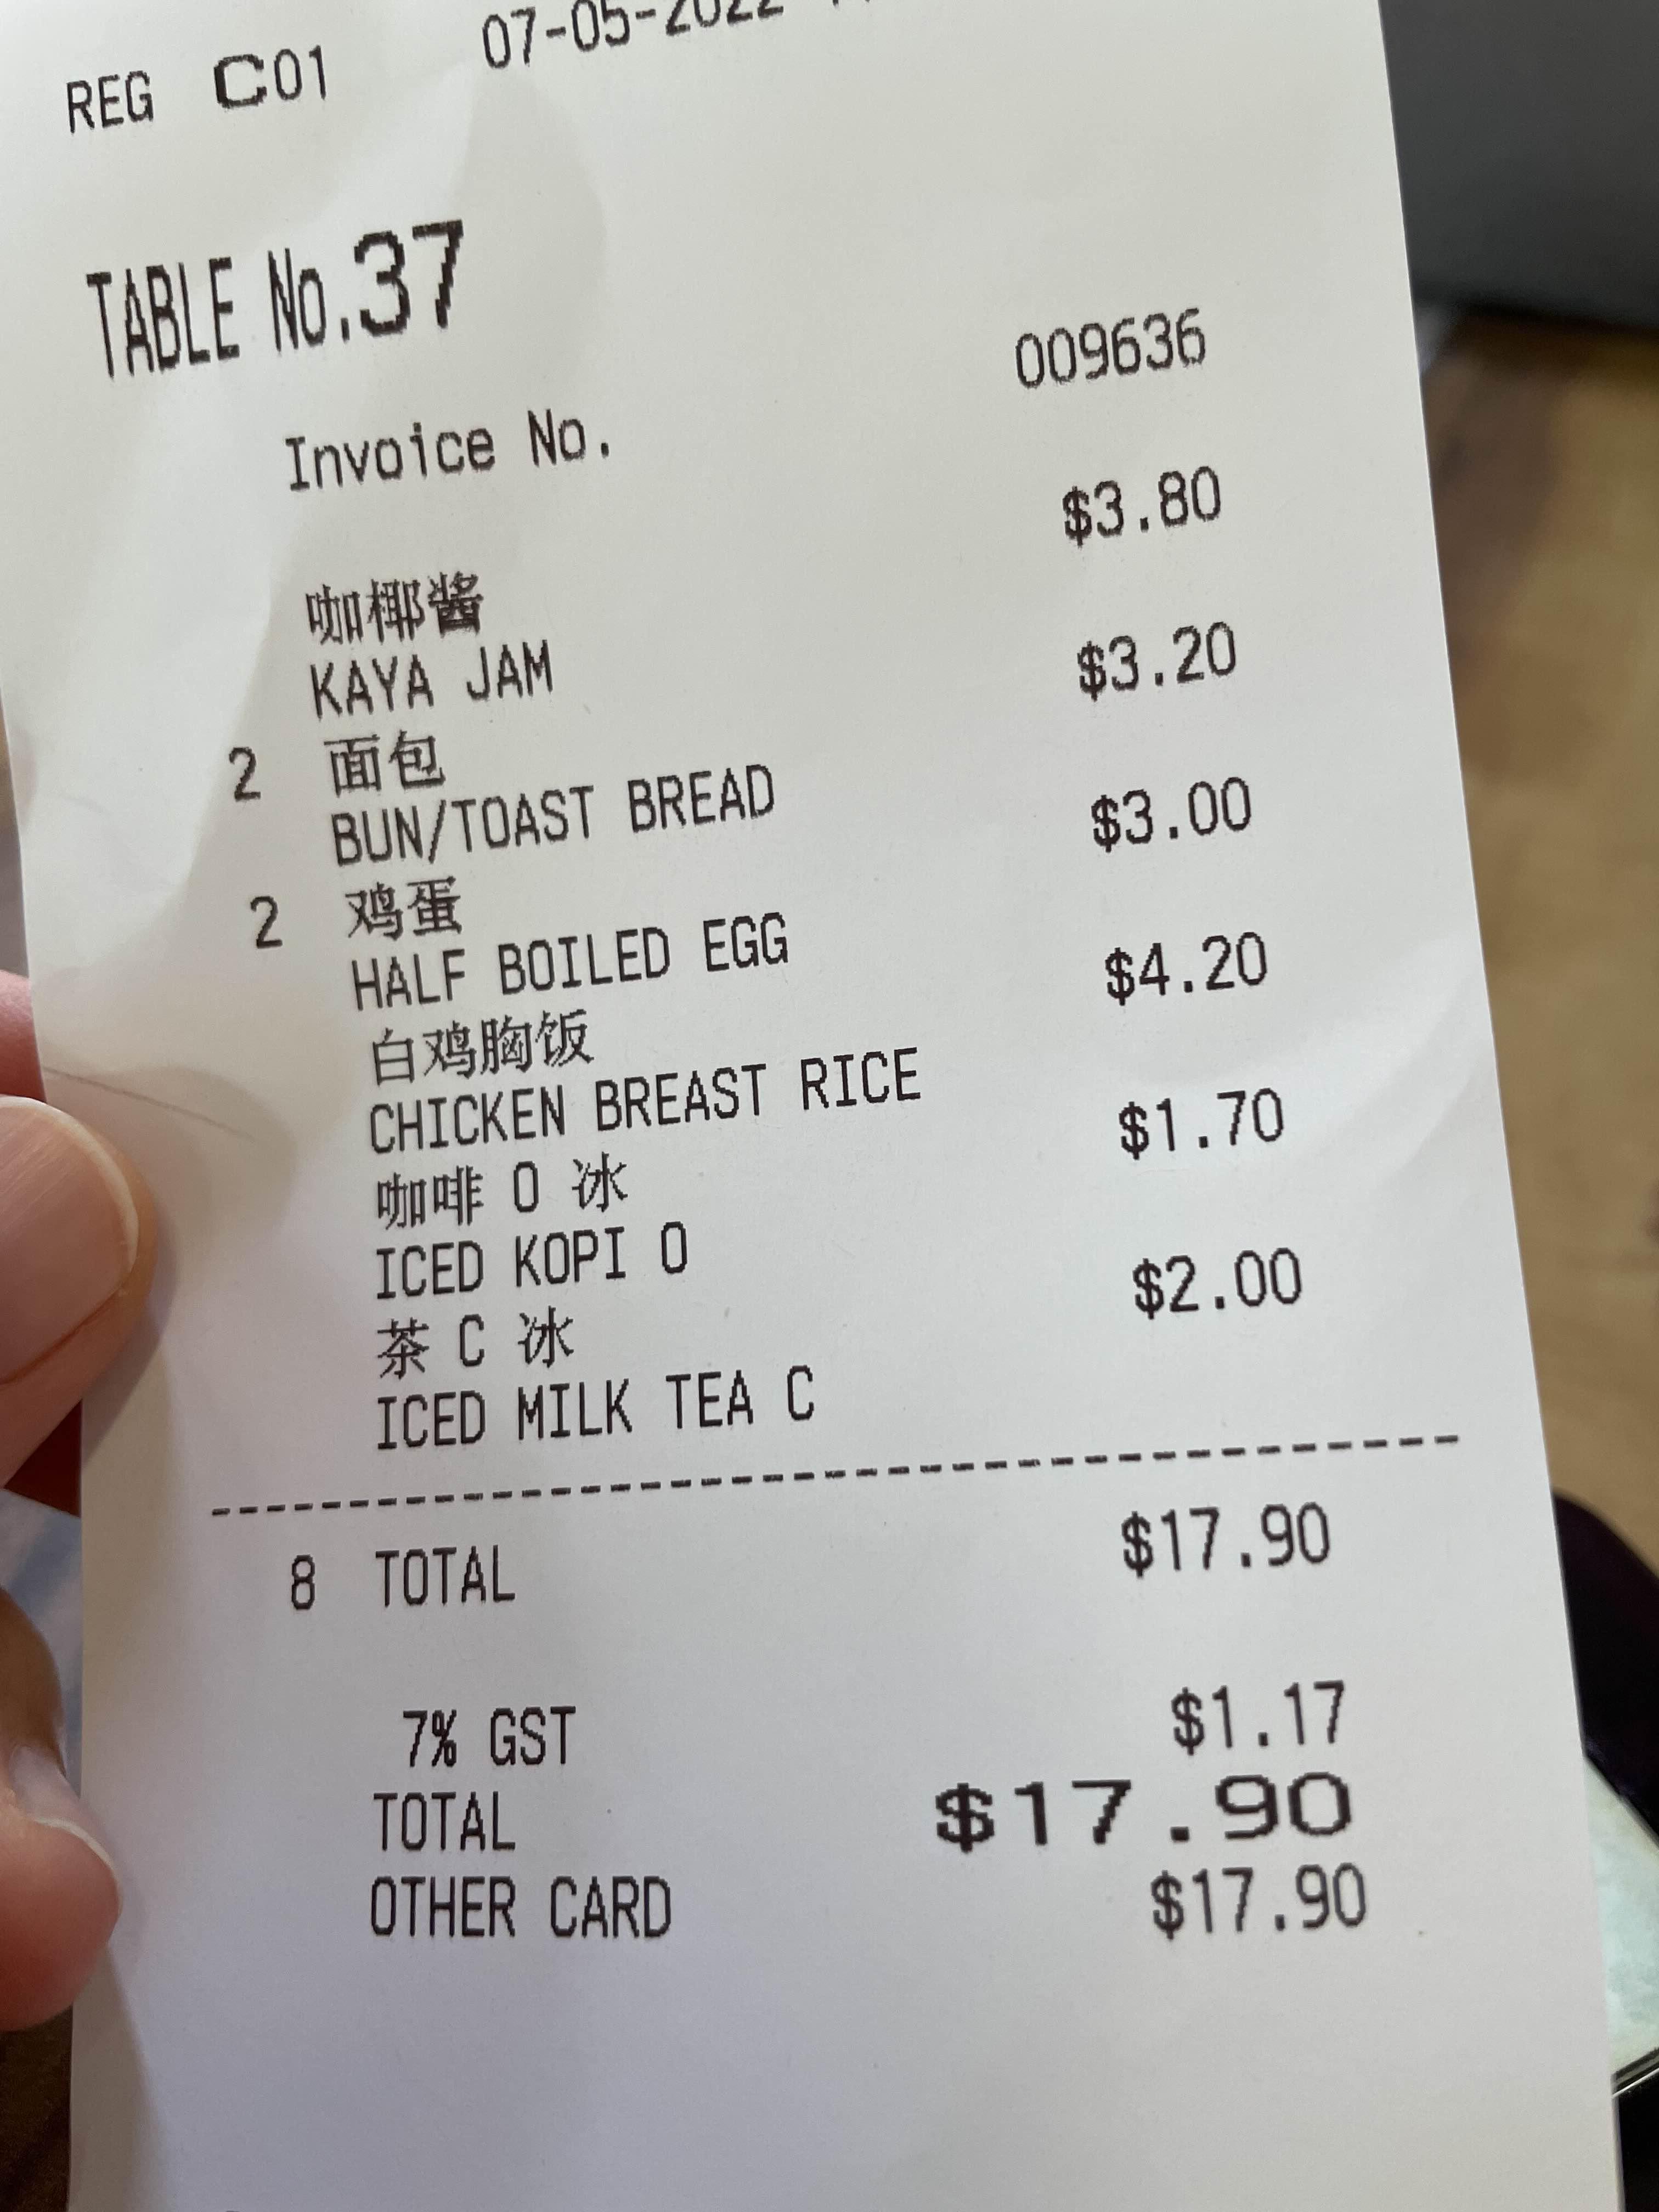 REG C01 07-05-2022
TABLE No.37
Invoice No. 009636
咖椰酱 $3.80
KAYA JAM
2 面包 $3.20
BUN/TOAST BREAD
2 鸡蛋 $3.00
HALF BOILED EGG
白鸡胸饭 $4.20
CHICKEN BREAST RICE
咖啡 O 冰 $1.70
ICED KOPI O
茶 C 冰 $2.00
ICED MILK TEA C
8 TOTAL $17.90
7% GST $1.17
TOTAL $17.90
OTHER CARD $17.90